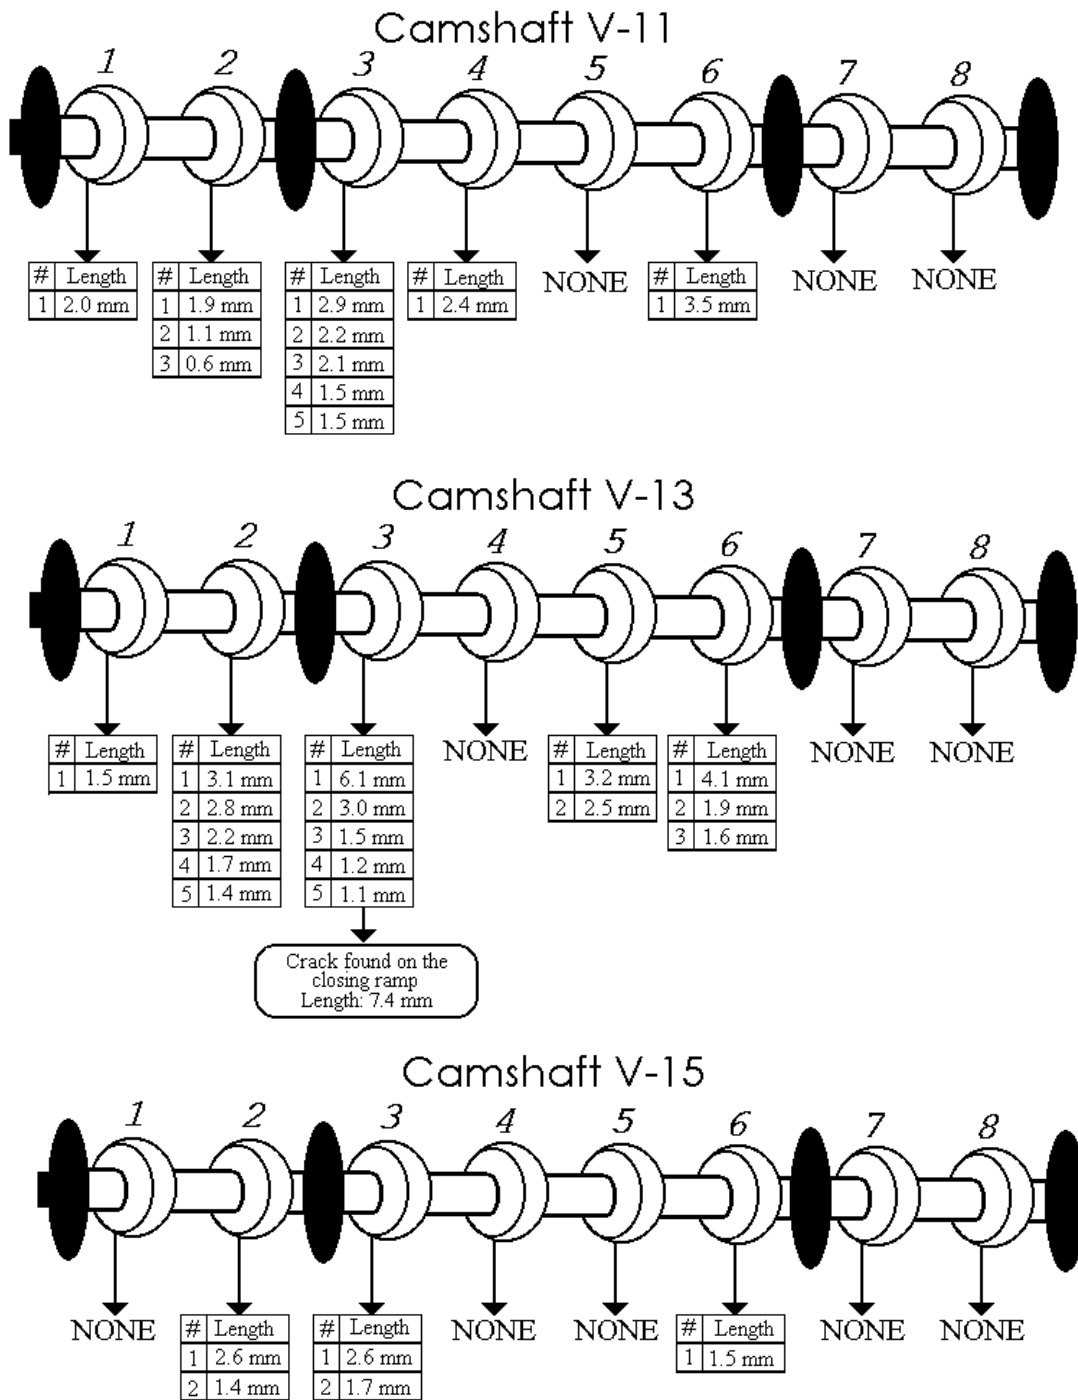 Camshaft V-11
1 2 3 4 5 6 7 8
# Length
1 2.0 mm
# Length
1 1.9 mm
2 1.1 mm
3 0.6 mm
# Length
1 2.9 mm
2 2.2 mm
3 2.1 mm
4 1.5 mm
5 1.5 mm
# Length
1 2.4 mm
NONE
# Length
1 3.5 mm
NONE
NONE
Camshaft V-13
1 2 3 4 5 6 7 8
# Length
1 1.5 mm
# Length
1 3.1 mm
2 2.8 mm
3 2.2 mm
4 1.7 mm
5 1.4 mm
# Length
1 6.1 mm
2 3.0 mm
3 1.5 mm
4 1.2 mm
5 1.1 mm
Crack found on the
closing ramp
Length: 7.4 mm
NONE
# Length
1 3.2 mm
2 2.5 mm
# Length
1 4.1 mm
2 1.9 mm
3 1.6 mm
NONE
NONE
Camshaft V-15
1 2 3 4 5 6 7 8
NONE
# Length
1 2.6 mm
2 1.4 mm
# Length
1 2.6 mm
2 1.7 mm
NONE
NONE
# Length
1 1.5 mm
NONE
NONE